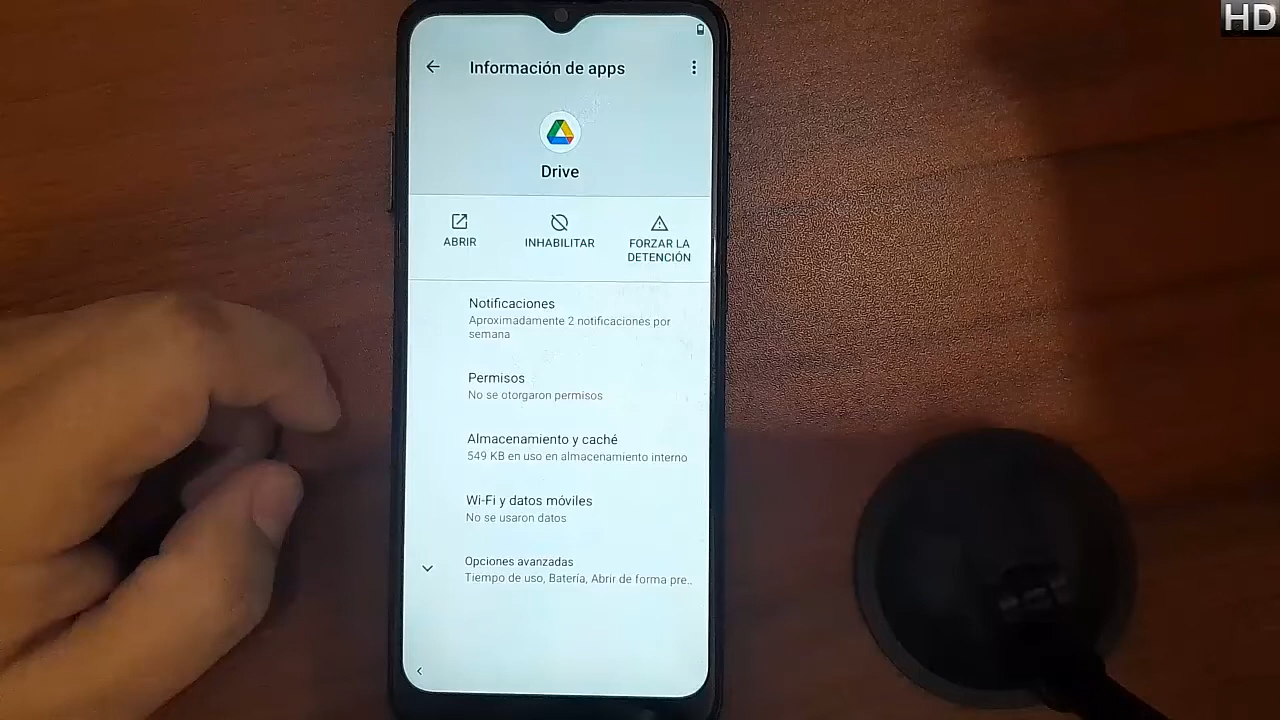 HD
Información de apps
Drive
ABRIR
INHABILITAR
FORZAR LA
DETENCIÓN
Notificaciones
Aproximadamente 2 notificaciones por
semana
Permisos
No se otorgaron permisos
Almacenamiento y caché
549 KB en uso en almacenamiento interno
Wi-Fi y datos móviles
No se usaron datos
Opciones avanzadas
Tiempo de uso, Batería, Abrir de forma pre..